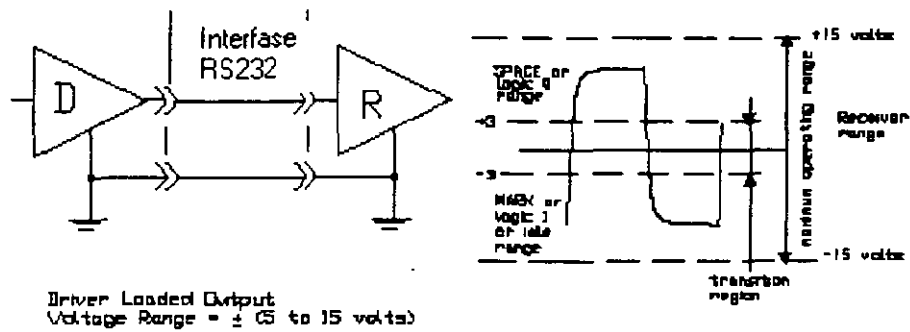 Interfase
RS232
D
R
Driver Loaded Output
Voltage Range = ± (5 to 15 volts)
+15 volts
SPACE or
logic 0
range
+3
-3
MARK or
logic 1
or idle
range
operating range
Receiver
range
-15 volts
transition
region